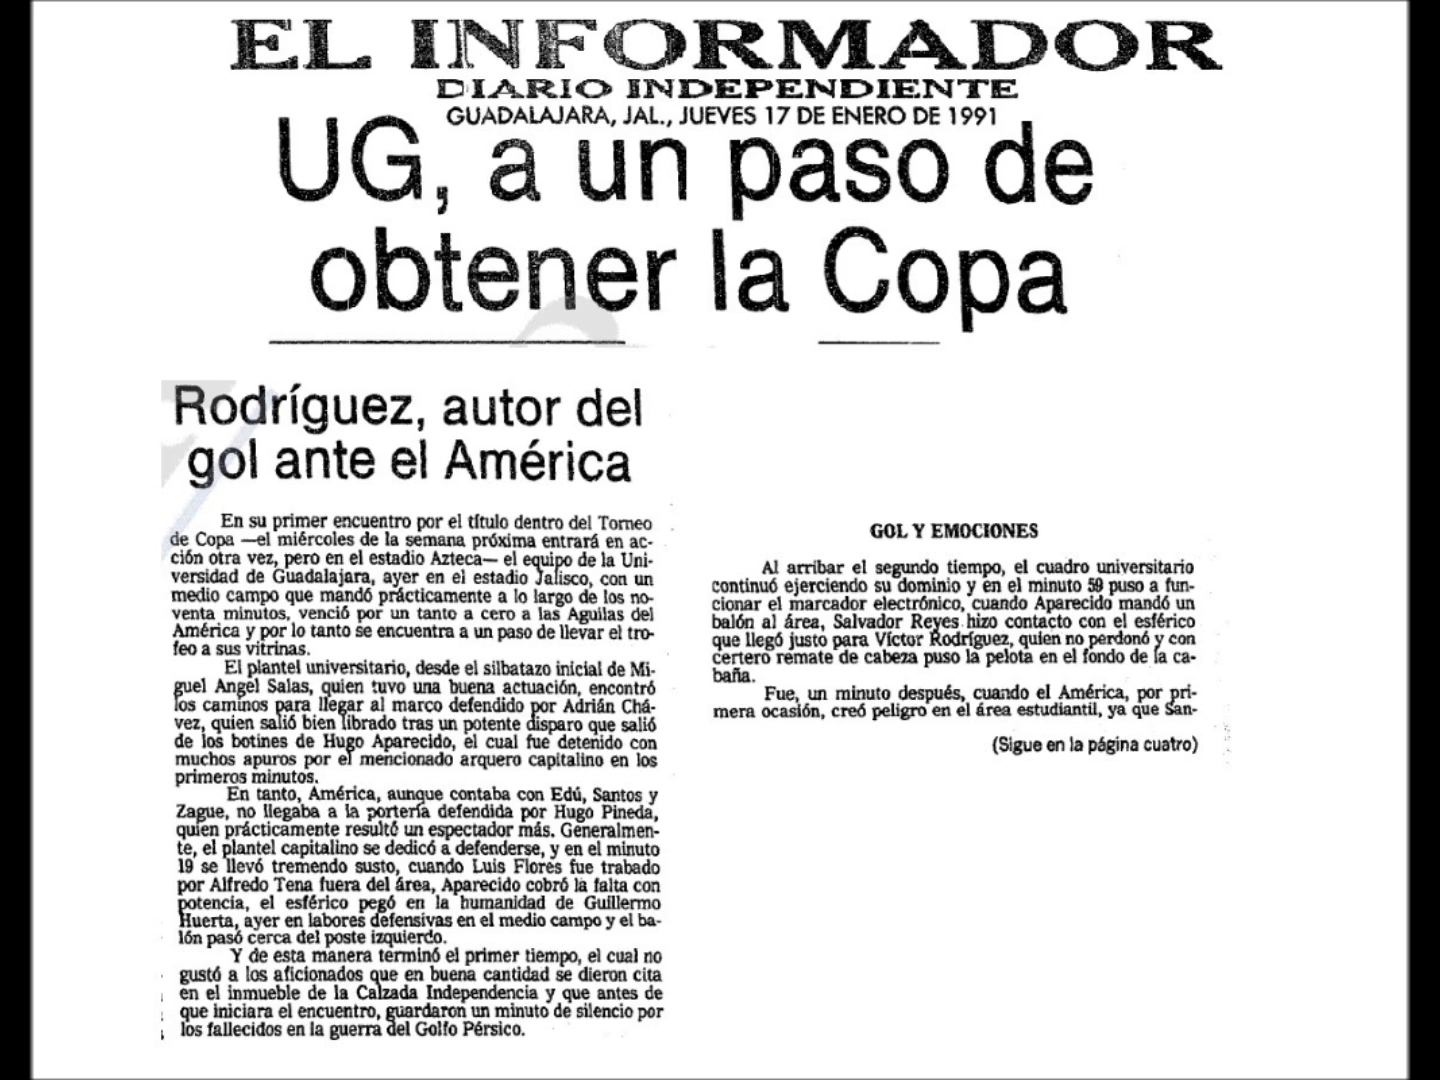 EL INFORMADOR
DIARIO INDEPENDIENTE
GUADALAJARA, JAL., JUEVES 17 DE ENERO DE 1991
UG, a un paso de
obtener la Copa
Rodríguez, autor del
gol ante el América
En su primer encuentro por el título dentro del Torneo
de Copa —el miércoles de la semana próxima entrará en ac-
ción otra vez, pero en el estadio Azteca— el equipo de la Uni-
versidad de Guadalajara, ayer en el estadio Jalisco, con un
medio campo que mandó prácticamente a lo largo de los no-
venta minutos, venció por un tanto a cero a las Aguilas del
América y por lo tanto se encuentra a un paso de llevar el tro-
feo a sus vitrinas.
El plantel universitario, desde el silbatazo inicial de Mi-
guel Angel Salas, quien tuvo una buena actuación, encontró
los caminos para llegar al marco defendido por Adrián Chá-
vez, quien salió bien librado tras un potente disparo que salió
de los botines de Hugo Aparecido, el cual fue detenido con
muchos apuros por el mencionado arquero capitalino en los
primeros minutos.
En tanto, América, aunque contaba con Edú, Santos y
Zague, no llegaba a la portería defendida por Hugo Pineda,
quien prácticamente resultó un espectador más. Generalmen-
te, el plantel capitalino se dedicó a defenderse, y en el minuto
19 se llevó tremendo susto, cuando Luis Flores fue trabado
por Alfredo Tena fuera del área, Aparecido cobró la falta con
potencia, el esférico pegó en la humanidad de Guillermo
Huerta, ayer en labores defensivas en el medio campo y el ba-
lón pasó cerca del poste izquierdo.
Y de esta manera terminó el primer tiempo, el cual no
gustó a los aficionados que en buena cantidad se dieron cita
en el inmueble de la Calzada Independencia y que antes de
que iniciara el encuentro, guardaron un minuto de silencio por
los fallecidos en la guerra del Golfo Pérsico.
GOL Y EMOCIONES
Al arribar el segundo tiempo, el cuadro universitario
continuó ejerciendo su dominio y en el minuto 59 puso a fun-
cionar el marcador electrónico, cuando Aparecido mandó un
balón al área, Salvador Reyes hizo contacto con el esférico
que llegó justo para Víctor Rodríguez, quien no perdonó y con
certero remate de cabeza puso la pelota en el fondo de la ca-
baña.
Fue, un minuto después, cuando el América, por pri-
mera ocasión, creó peligro en el área estudiantil, ya que San-
(Sigue en la página cuatro)